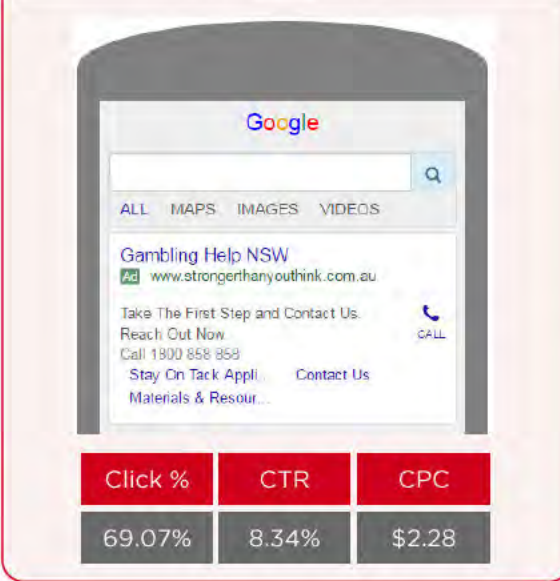 Google
ALL MAPS IMAGES VIDEOS
Gambling Help NSW
Ad www.strongerthanyouthink.com.au
Take The First Step and Contact Us.
Reach Out Now
Call 1800 858 858
CALL
Stay On Tack Appli... Contact Us
Materials & Resour...
Click % CTR CPC
69.07% 8.34% $2.28